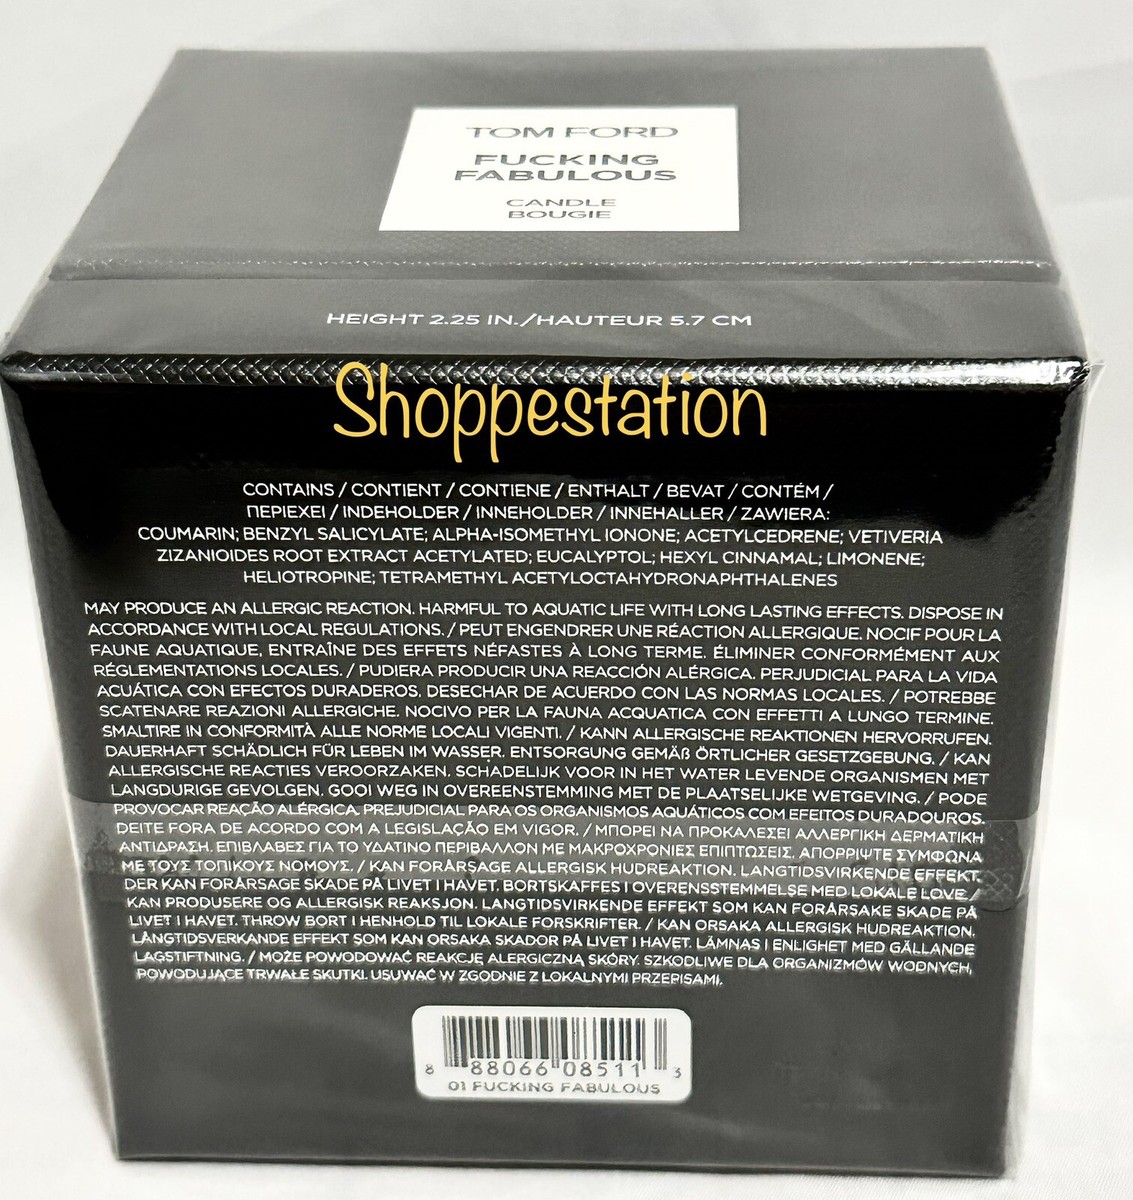 TOM FORD
FUCKING
FABULOUS
CANDLE
BOUGIE
HEIGHT 2.25 IN./HAUTEUR 5.7 CM
Shoppestation
CONTAINS / CONTIENT / CONTIENE / ENTHALT / BEVAT / CONTÉM /
ΠΕΡΙΕΧΕΙ / INDEHOLDER / INNEHOLDER / INNEHALLER / ZAWIERA:
COUMARIN; BENZYL SALICYLATE; ALPHA-ISOMETHYL IONONE; ACETYLCEDRENE; VETIVERIA
ZIZANIOIDES ROOT EXTRACT ACETYLATED; EUCALYPTOL; HEXYL CINNAMAL; LIMONENE;
HELIOTROPINE; TETRAMETHYL ACETYLOCTAHYDRONAPHTHALENES
MAY PRODUCE AN ALLERGIC REACTION. HARMFUL TO AQUATIC LIFE WITH LONG LASTING EFFECTS. DISPOSE IN
ACCORDANCE WITH LOCAL REGULATIONS. / PEUT ENGENDRER UNE RÉACTION ALLERGIQUE. NOCIF POUR LA
FAUNE AQUATIQUE, ENTRAÎNE DES EFFETS NÉFASTES À LONG TERME. ÉLIMINER CONFORMÉMENT AUX
RÉGLEMENTATIONS LOCALES. / PUDIERA PRODUCIR UNA REACCIÓN ALÉRGICA. PERJUDICIAL PARA LA VIDA
ACUÁTICA CON EFECTOS DURADEROS. DESECHAR DE ACUERDO CON LAS NORMAS LOCALES. / POTREBBE
SCATENARE REAZIONI ALLERGICHE. NOCIVO PER LA FAUNA ACQUATICA CON EFFETTI A LUNGO TERMINE.
SMALTIRE IN CONFORMITÀ ALLE NORME LOCALI VIGENTI. / KANN ALLERGISCHE REAKTIONEN HERVORRUFEN.
DAUERHAFT SCHÄDLICH FÜR LEBEN IM WASSER. ENTSORGUNG GEMÄß ÖRTLICHER GESETZGEBUNG. / KAN
ALLERGISCHE REACTIES VEROORZAKEN. SCHADELIJK VOOR IN HET WATER LEVENDE ORGANISMEN MET
LANGDURIGE GEVOLGEN. GOOI WEG IN OVEREENSTEMMING MET DE PLAATSELIJKE WETGEVING. / PODE
PROVOCAR REAÇÃO ALÉRGICA. PREJUDICIAL PARA OS ORGANISMOS AQUÁTICOS COM EFEITOS DURADOUROS.
DEITE FORA DE ACORDO COM A LEGISLAÇÃO EM VIGOR. / ΜΠΟΡΕΙ ΝΑ ΠΡΟΚΑΛΕΣΕΙ ΑΛΛΕΡΓΙΚΗ ΔΕΡΜΑΤΙΚΗ
ΑΝΤΙΔΡΑΣΗ. ΕΠΙΒΛΑΒΕΣ ΓΙΑ ΤΟ ΥΔΑΤΙΝΟ ΠΕΡΙΒΑΛΛΟΝ ΜΕ ΜΑΚΡΟΧΡΟΝΙΕΣ ΕΠΙΠΤΩΣΕΙΣ. ΑΠΟΡΡΙΨΤΕ ΣΥΜΦΩΝΑ
ΜΕ ΤΟΥΣ ΤΟΠΙΚΟΥΣ ΝΟΜΟΥΣ. / KAN FORÅRSAGE ALLERGISK HUDREAKTION. LANGTIDSVIRKENDE EFFEKT,
DER KAN FORÅRSAGE SKADE PÅ LIVET I HAVET. BORTSKAFFES I OVERENSSTEMMELSE MED LOKALE LOVE. /
KAN PRODUSERE OG ALLERGISK REAKSJON. LANGTIDSVIRKENDE EFFEKT SOM KAN FORÅRSAKE SKADE PÅ
LIVET I HAVET. THROW BORT I HENHOLD TIL LOKALE FORSKRIFTER. / KAN ORSAKA ALLERGISK HUDREAKTION.
LÅNGTIDSVERKANDE EFFEKT SOM KAN ORSAKA SKADOR PÅ LIVET I HAVET. LÄMNAS I ENLIGHET MED GÄLLANDE
LAGSTIFTNING. / MOŻE POWODOWAĆ REAKCJĘ ALERGICZNĄ SKÓRY. SZKODLIWE DLA ORGANIZMÓW WODNYCH,
POWODUJĄCE TRWAŁE SKUTKI. USUWAĆ W ZGODNIE Z LOKALNYMI PRZEPISAMI.
8 88066 08511 3
01 FUCKING FABULOUS